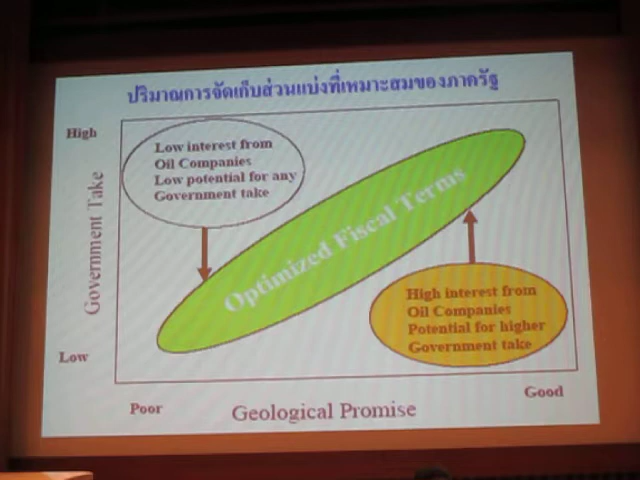 ปริมาณการจัดเก็บส่วนแบ่งที่เหมาะสมของภาครัฐ
High
Low interest from
Oil Companies
Low potential for any
Government take
Government Take
Optimized Fiscal Terms
High interest from
Oil Companies
Potential for higher
Government take
Low
Poor
Geological Promise
Good